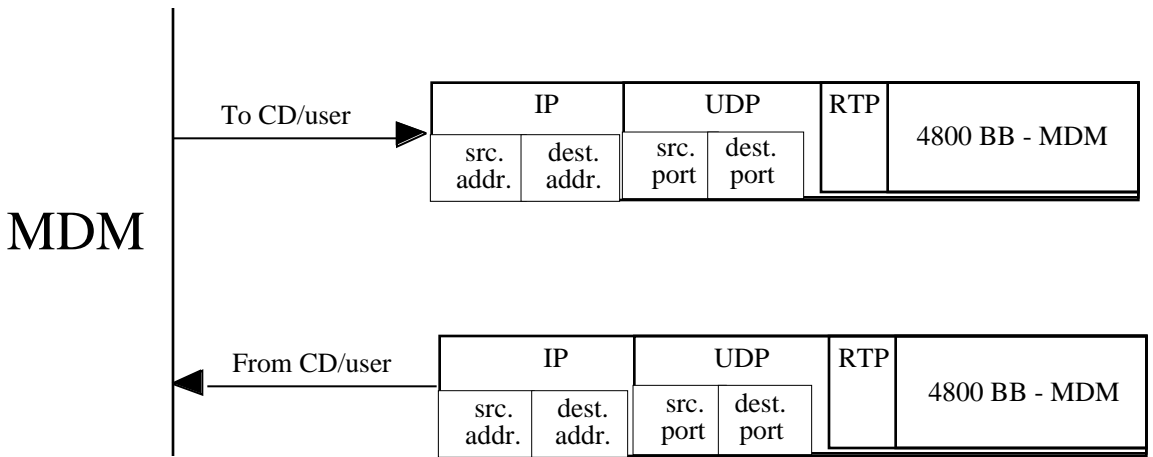 To CD/user
IP UDP RTP
4800 BB - MDM
src. addr. dest. addr. src. port dest. port
MDM
From CD/user
IP UDP RTP
4800 BB - MDM
src. addr. dest. addr. src. port dest. port